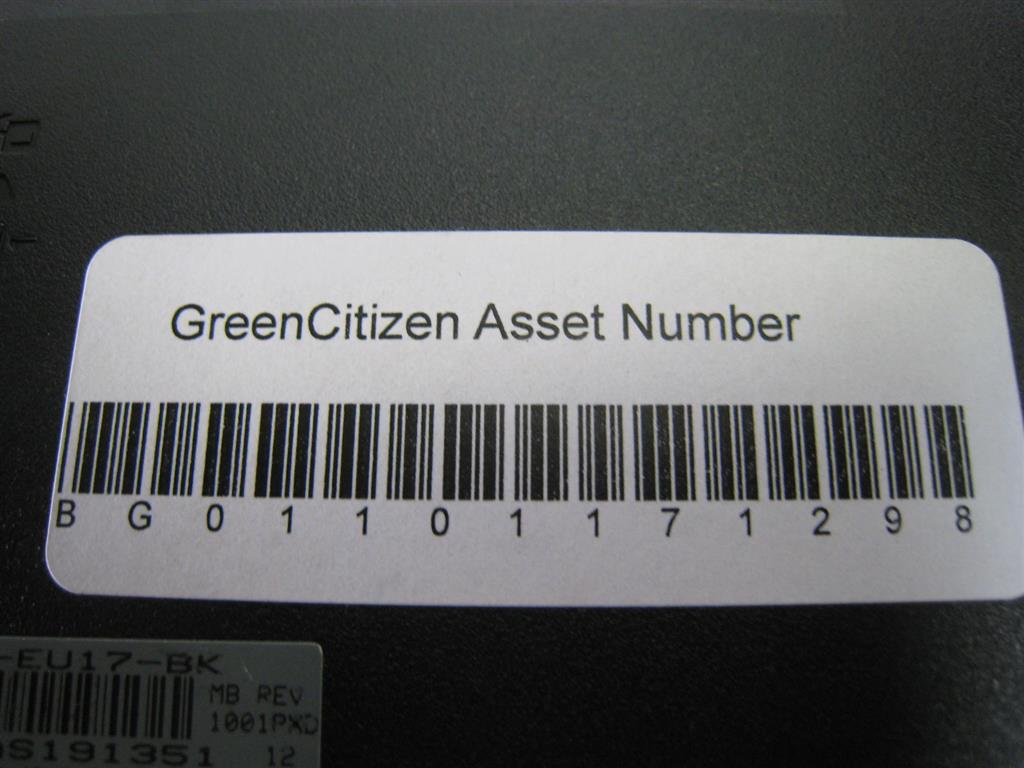 GreenCitizen Asset Number
B G 0 1 1 0 1 1 7 1 2 9 8
-EU17-BK
MB REV
1001PXD
S191351 12